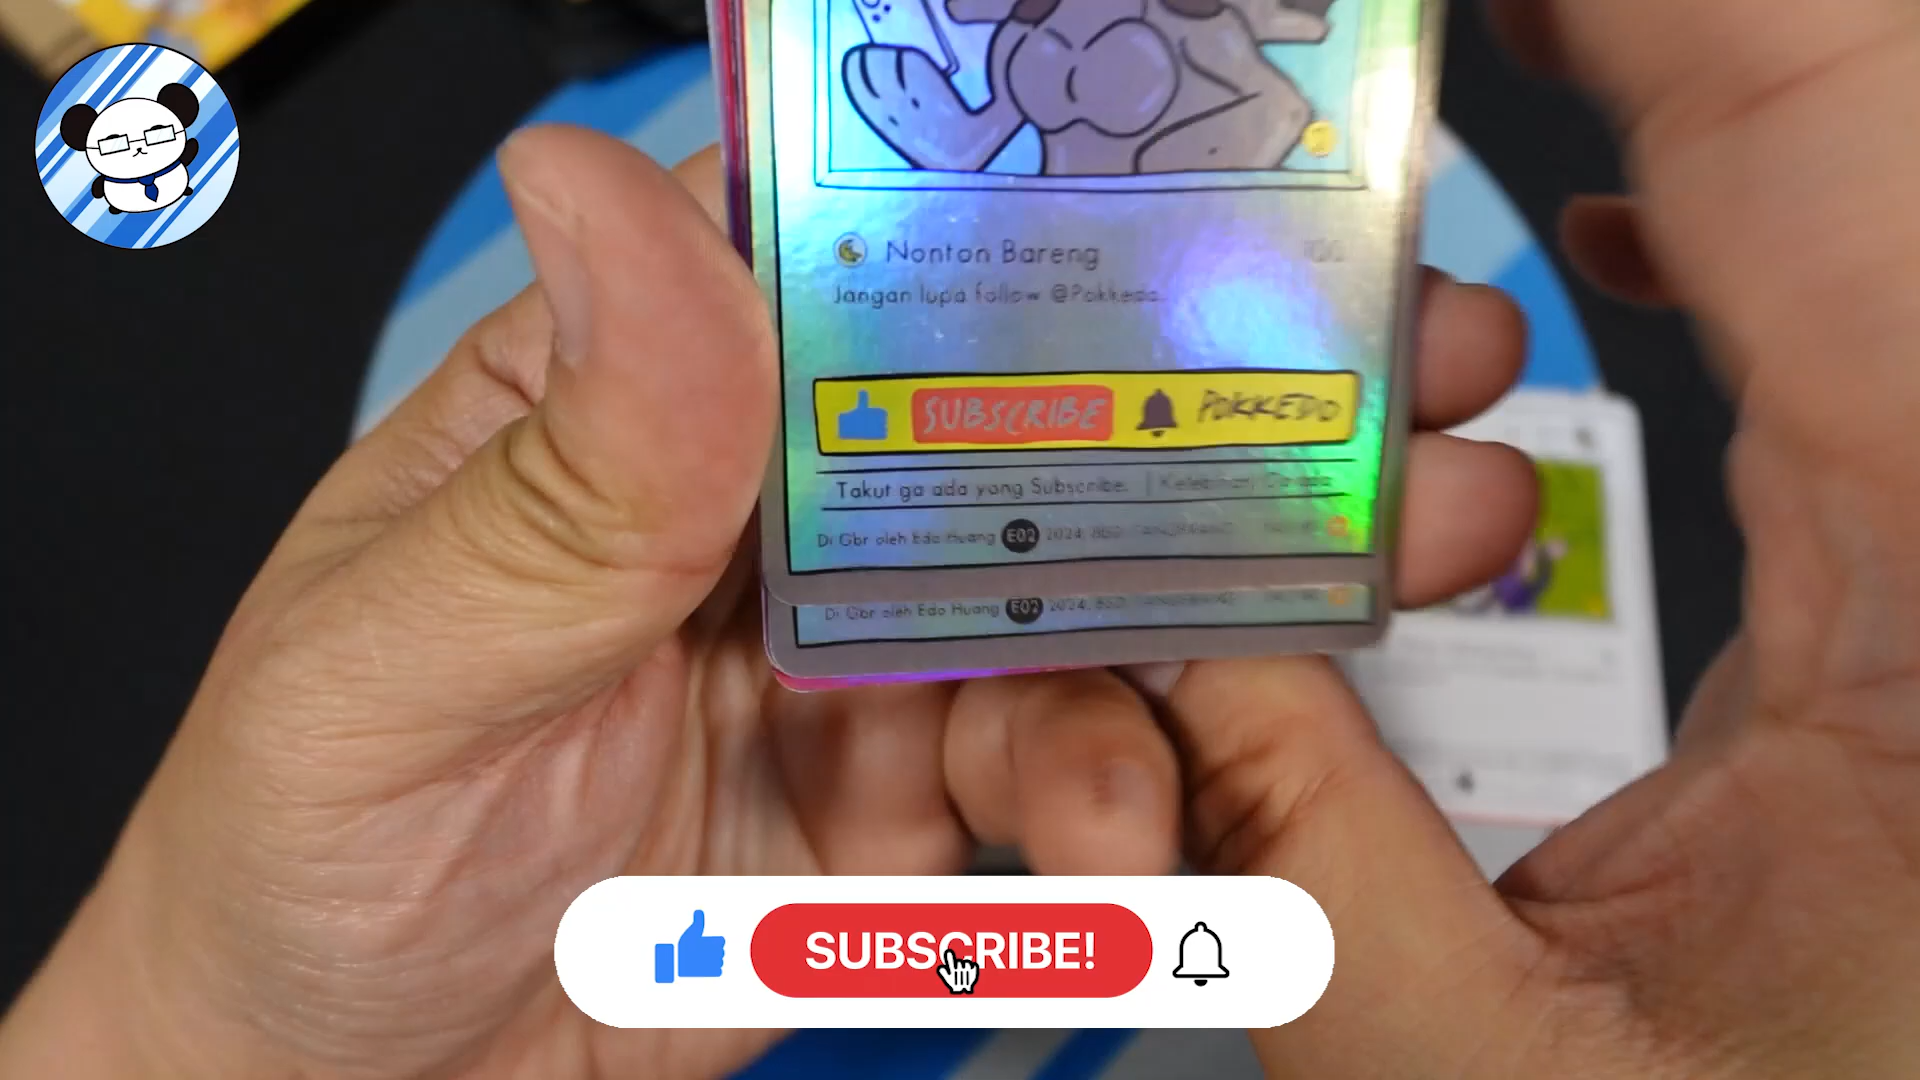 Nonton Bareng
Jangan lupa follow @Pokkedo.
SUBSCRIBE POKKEDO
Takut ga ada yang Subscribe. |
Di Gbr oleh Edo Huang E02 2024.
Di Gbr oleh Edo Huang E02 2024.
SUBSCRIBE!